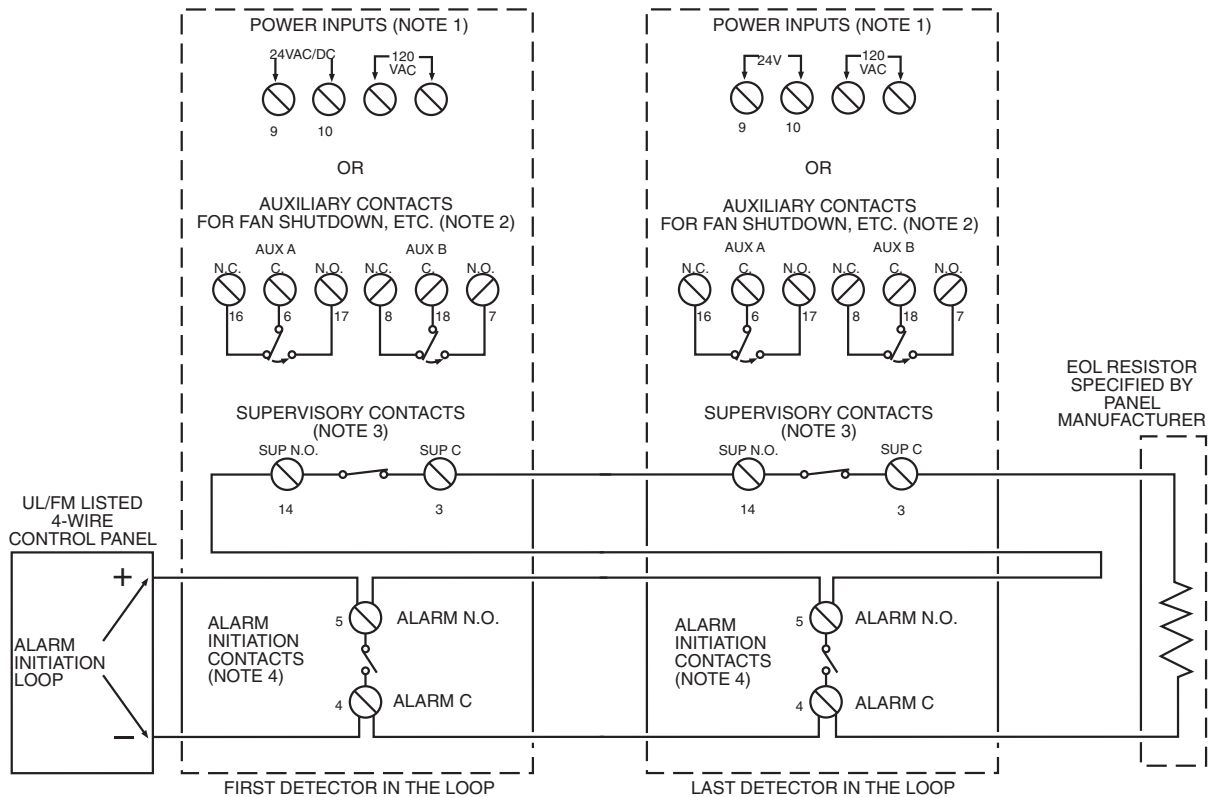 POWER INPUTS (NOTE 1)
24VAC/DC
120
VAC
9
10
OR
AUXILIARY CONTACTS
FOR FAN SHUTDOWN, ETC. (NOTE 2)
AUX A
AUX B
N.C.
C.
N.O.
N.C.
C.
N.O.
16
6
17
8
18
7
SUPERVISORY CONTACTS
(NOTE 3)
SUP N.O.
SUP C
14
3
POWER INPUTS (NOTE 1)
24V
120
VAC
9
10
OR
AUXILIARY CONTACTS
FOR FAN SHUTDOWN, ETC. (NOTE 2)
AUX A
AUX B
N.C.
C.
N.O.
N.C.
C.
N.O.
16
6
17
8
18
7
SUPERVISORY CONTACTS
(NOTE 3)
SUP N.O.
SUP C
14
3
EOL RESISTOR
SPECIFIED BY
PANEL
MANUFACTURER
UL/FM LISTED
4-WIRE
CONTROL PANEL
+
−
ALARM
INITIATION
LOOP
ALARM
INITIATION
CONTACTS
(NOTE 4)
5
ALARM N.O.
4
ALARM C
ALARM
INITIATION
CONTACTS
(NOTE 4)
5
ALARM N.O.
4
ALARM C
FIRST DETECTOR IN THE LOOP
LAST DETECTOR IN THE LOOP